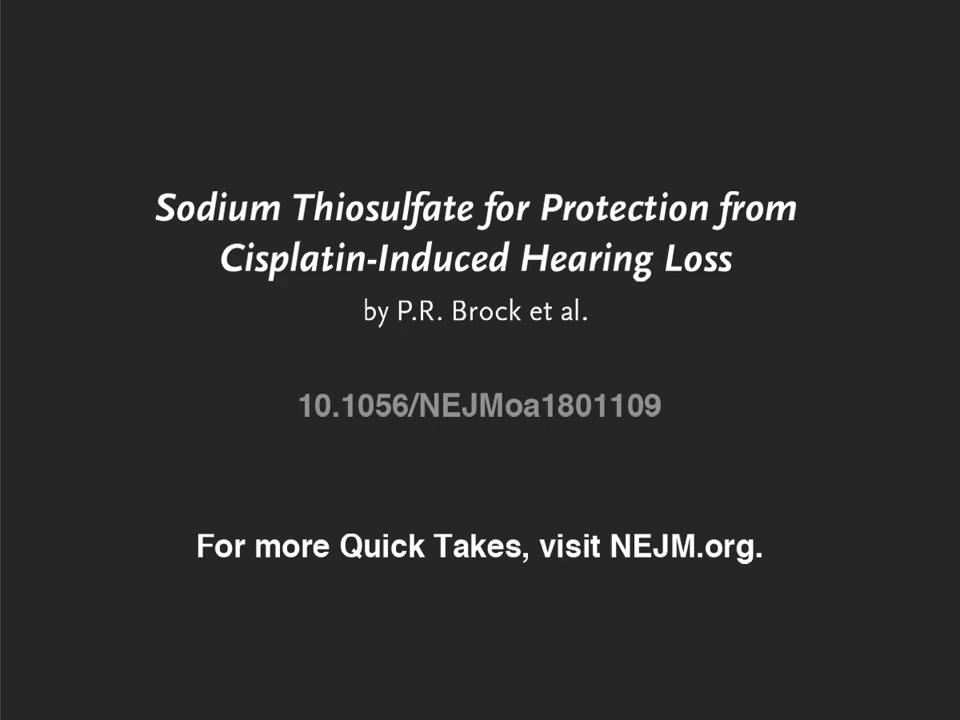 Sodium Thiosulfate for Protection from
Cisplatin-Induced Hearing Loss
by P.R. Brock et al.
10.1056/NEJMoa1801109
For more Quick Takes, visit NEJM.org.